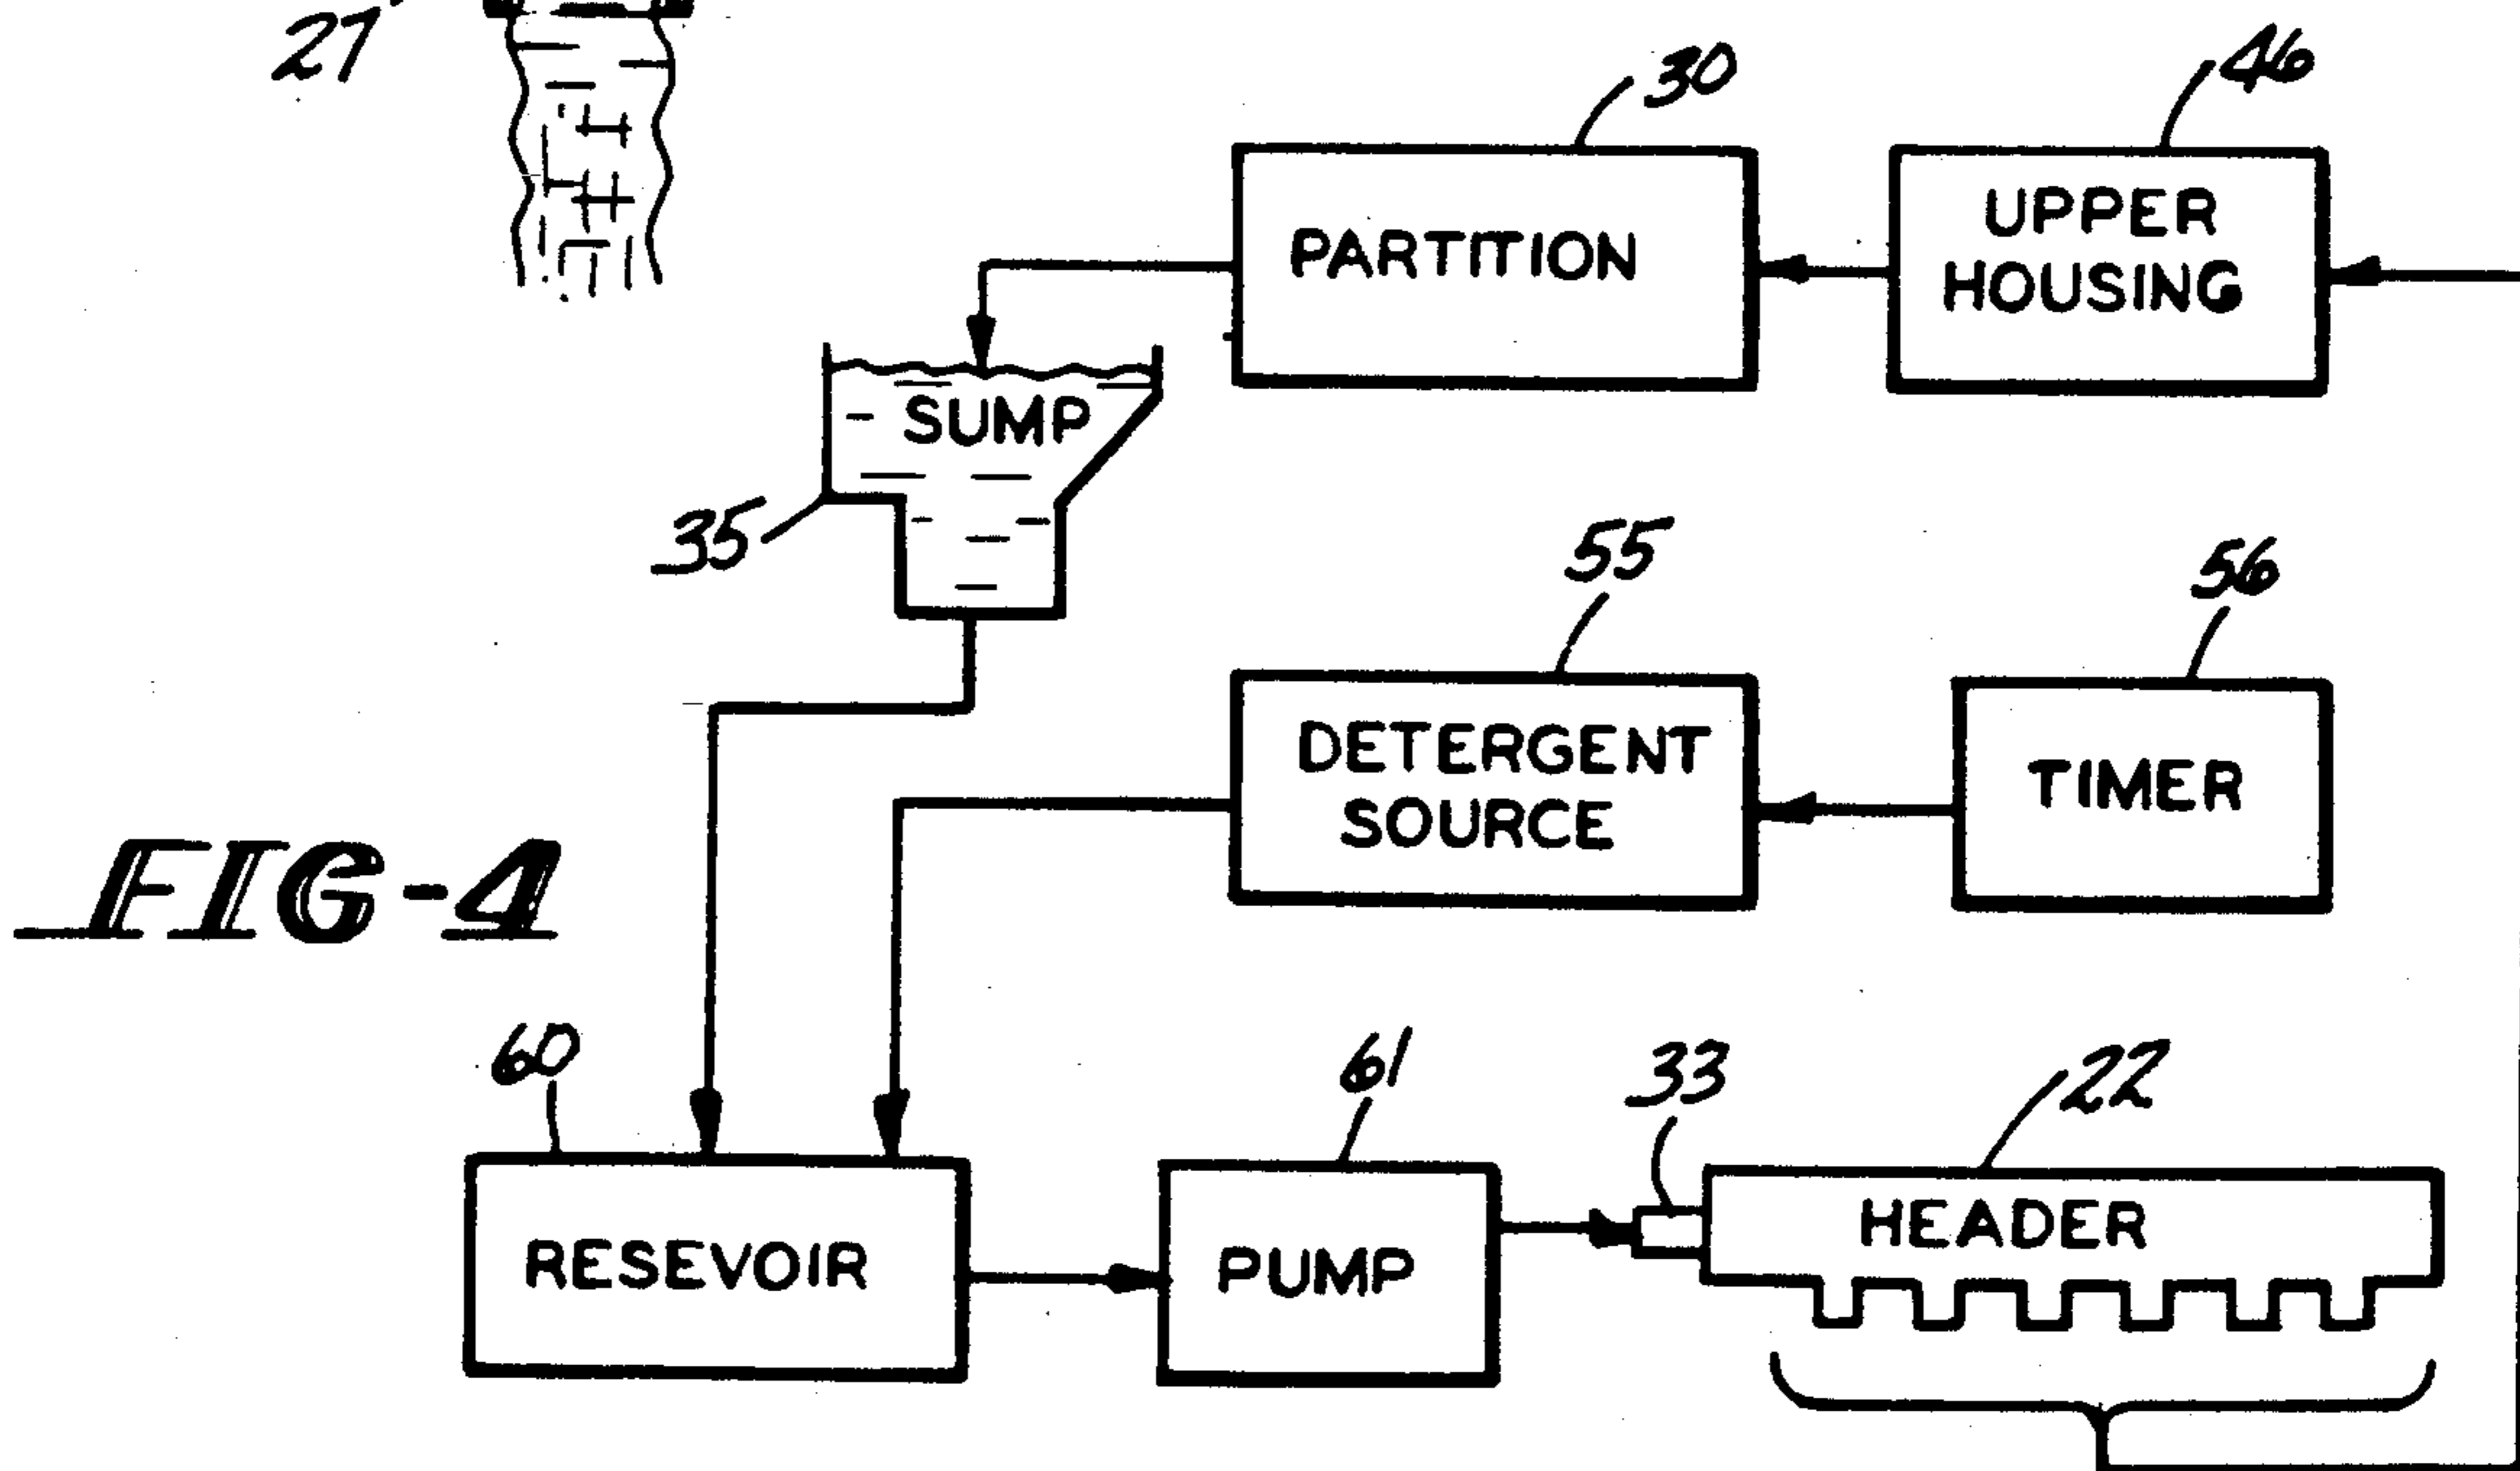 27
30
46
PARTITION
UPPER
HOUSING
SUMP
35
55
56
DETERGENT
SOURCE
TIMER
FIG-4
60
61
33
22
RESEVOIR
PUMP
HEADER